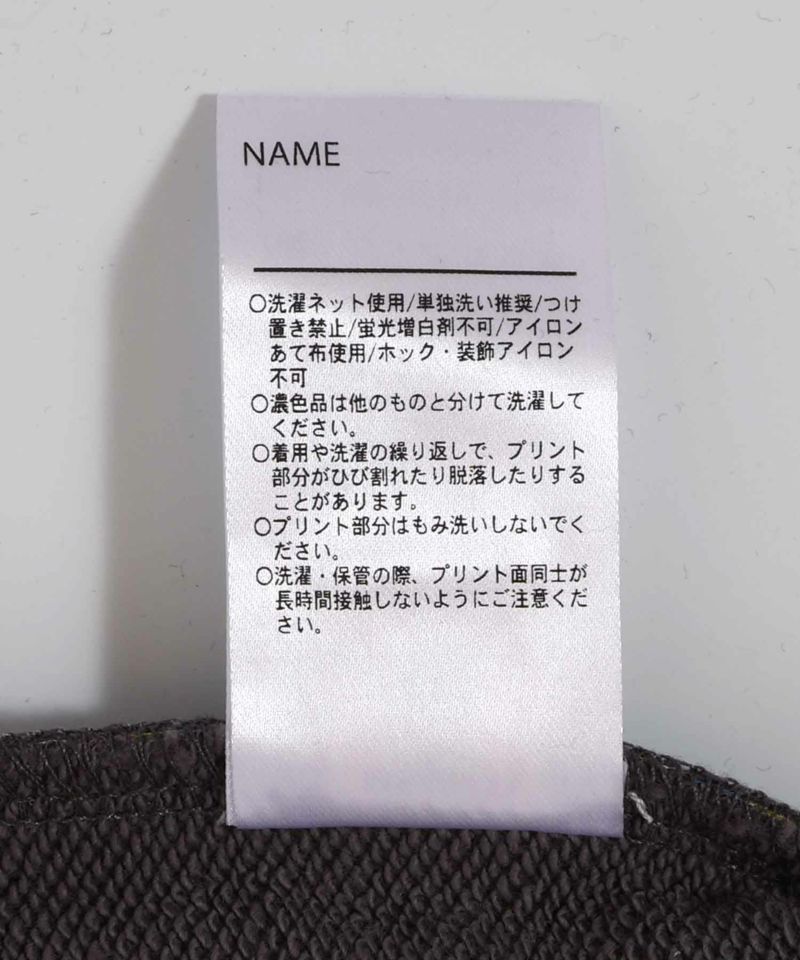 NAME
○洗濯ネット使用/単独洗い推奨/つけ
置き禁止/蛍光増白剤不可/アイロン
あて布使用/ホック・装飾アイロン
不可
○濃色品は他のものと分けて洗濯して
ください。
○着用や洗濯の繰り返しで、プリント
部分がひび割れたり脱落したりする
ことがあります。
○プリント部分はもみ洗いしないでく
ださい。
○洗濯・保管の際、プリント面同士が
長時間接触しないようにご注意くだ
さい。